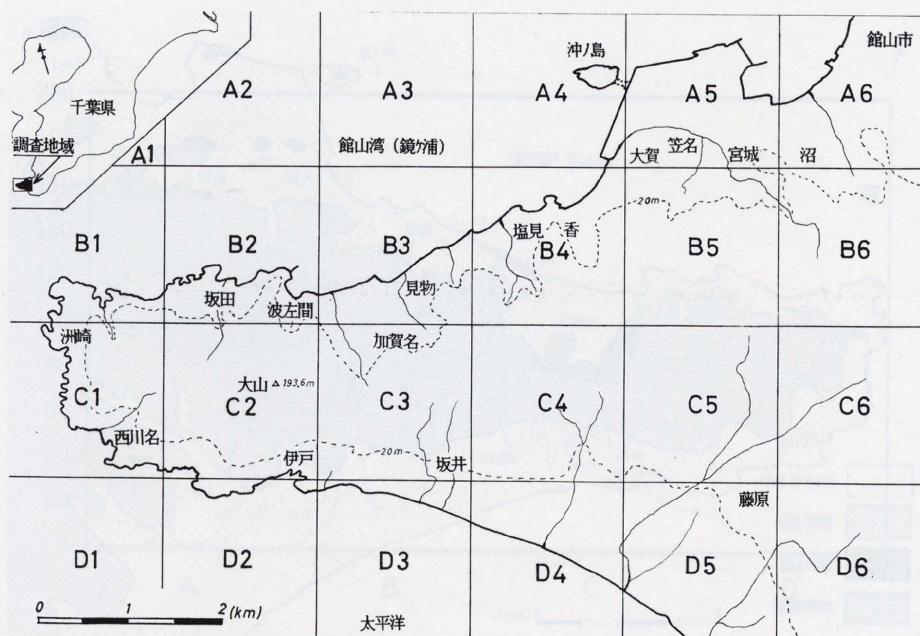 館山市
沖ノ島
千葉県
A2
A3
A4
A5
A6
調査地域
A1
館山湾(鏡ケ浦)
大賀
笠名
宮城
沼
20m
B1
B2
B3
塩見
香
B4
B5
B6
坂田
波左間
見物
洲崎
加賀名
大山△193,6m
C1
C2
C3
C4
C5
C6
西川名
伊戸
20m
坂井
藤原
D1
D2
D3
D4
D5
D6
0 1 2 (km)
太平洋